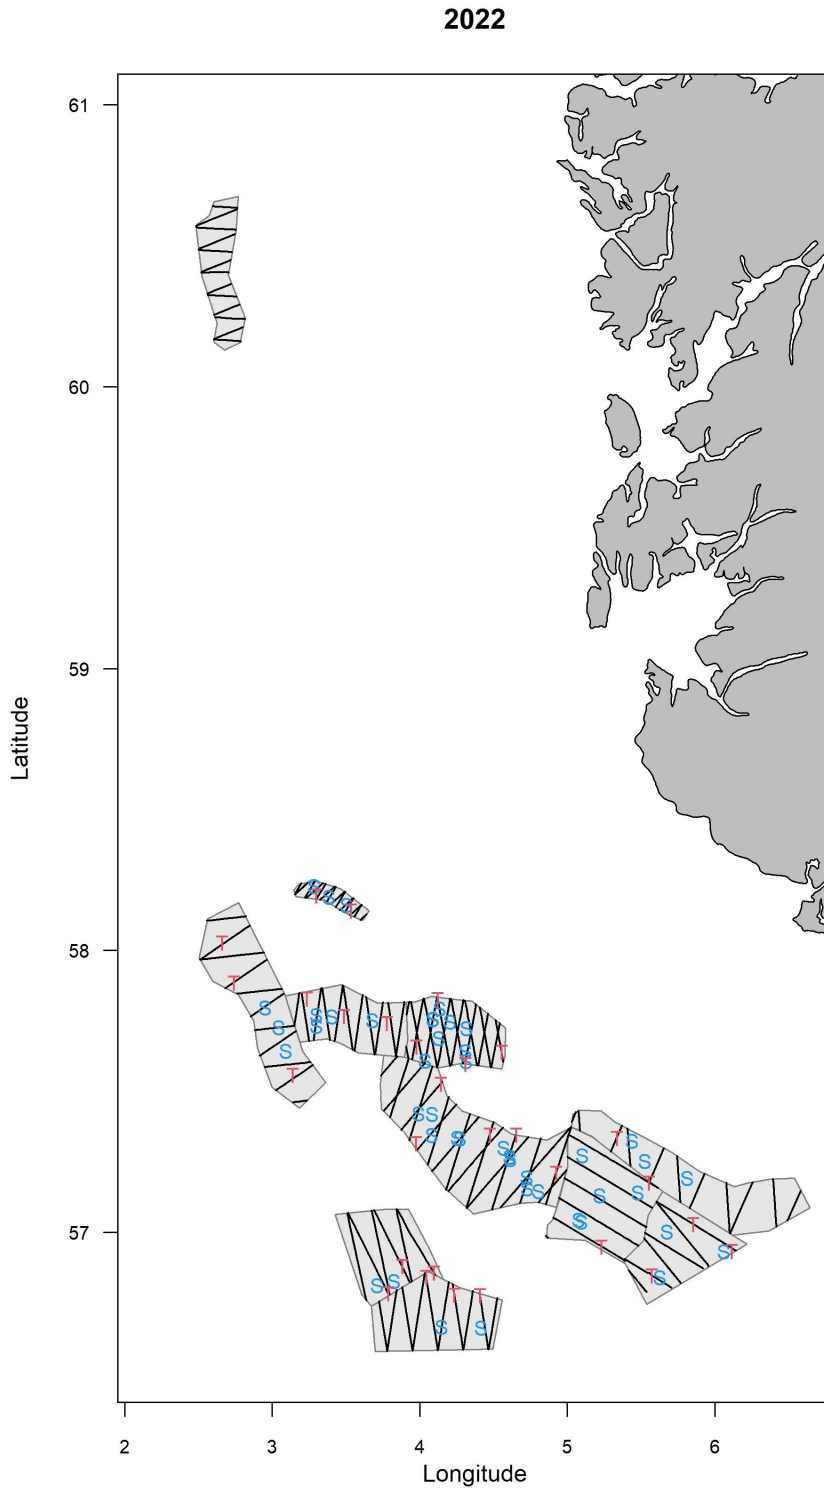 2022
61
60
59
58
57
Latitude
S T S S T
T
T
T T
S S
S S T S T S S
S S S
S
S T S T
S T S
T
T
S S
T S S S T T T S
S S S S S
T S T S
S S S S
S S S T
T S T
T T T T S
S S T T T
S S
2 3 4 5 6
Longitude